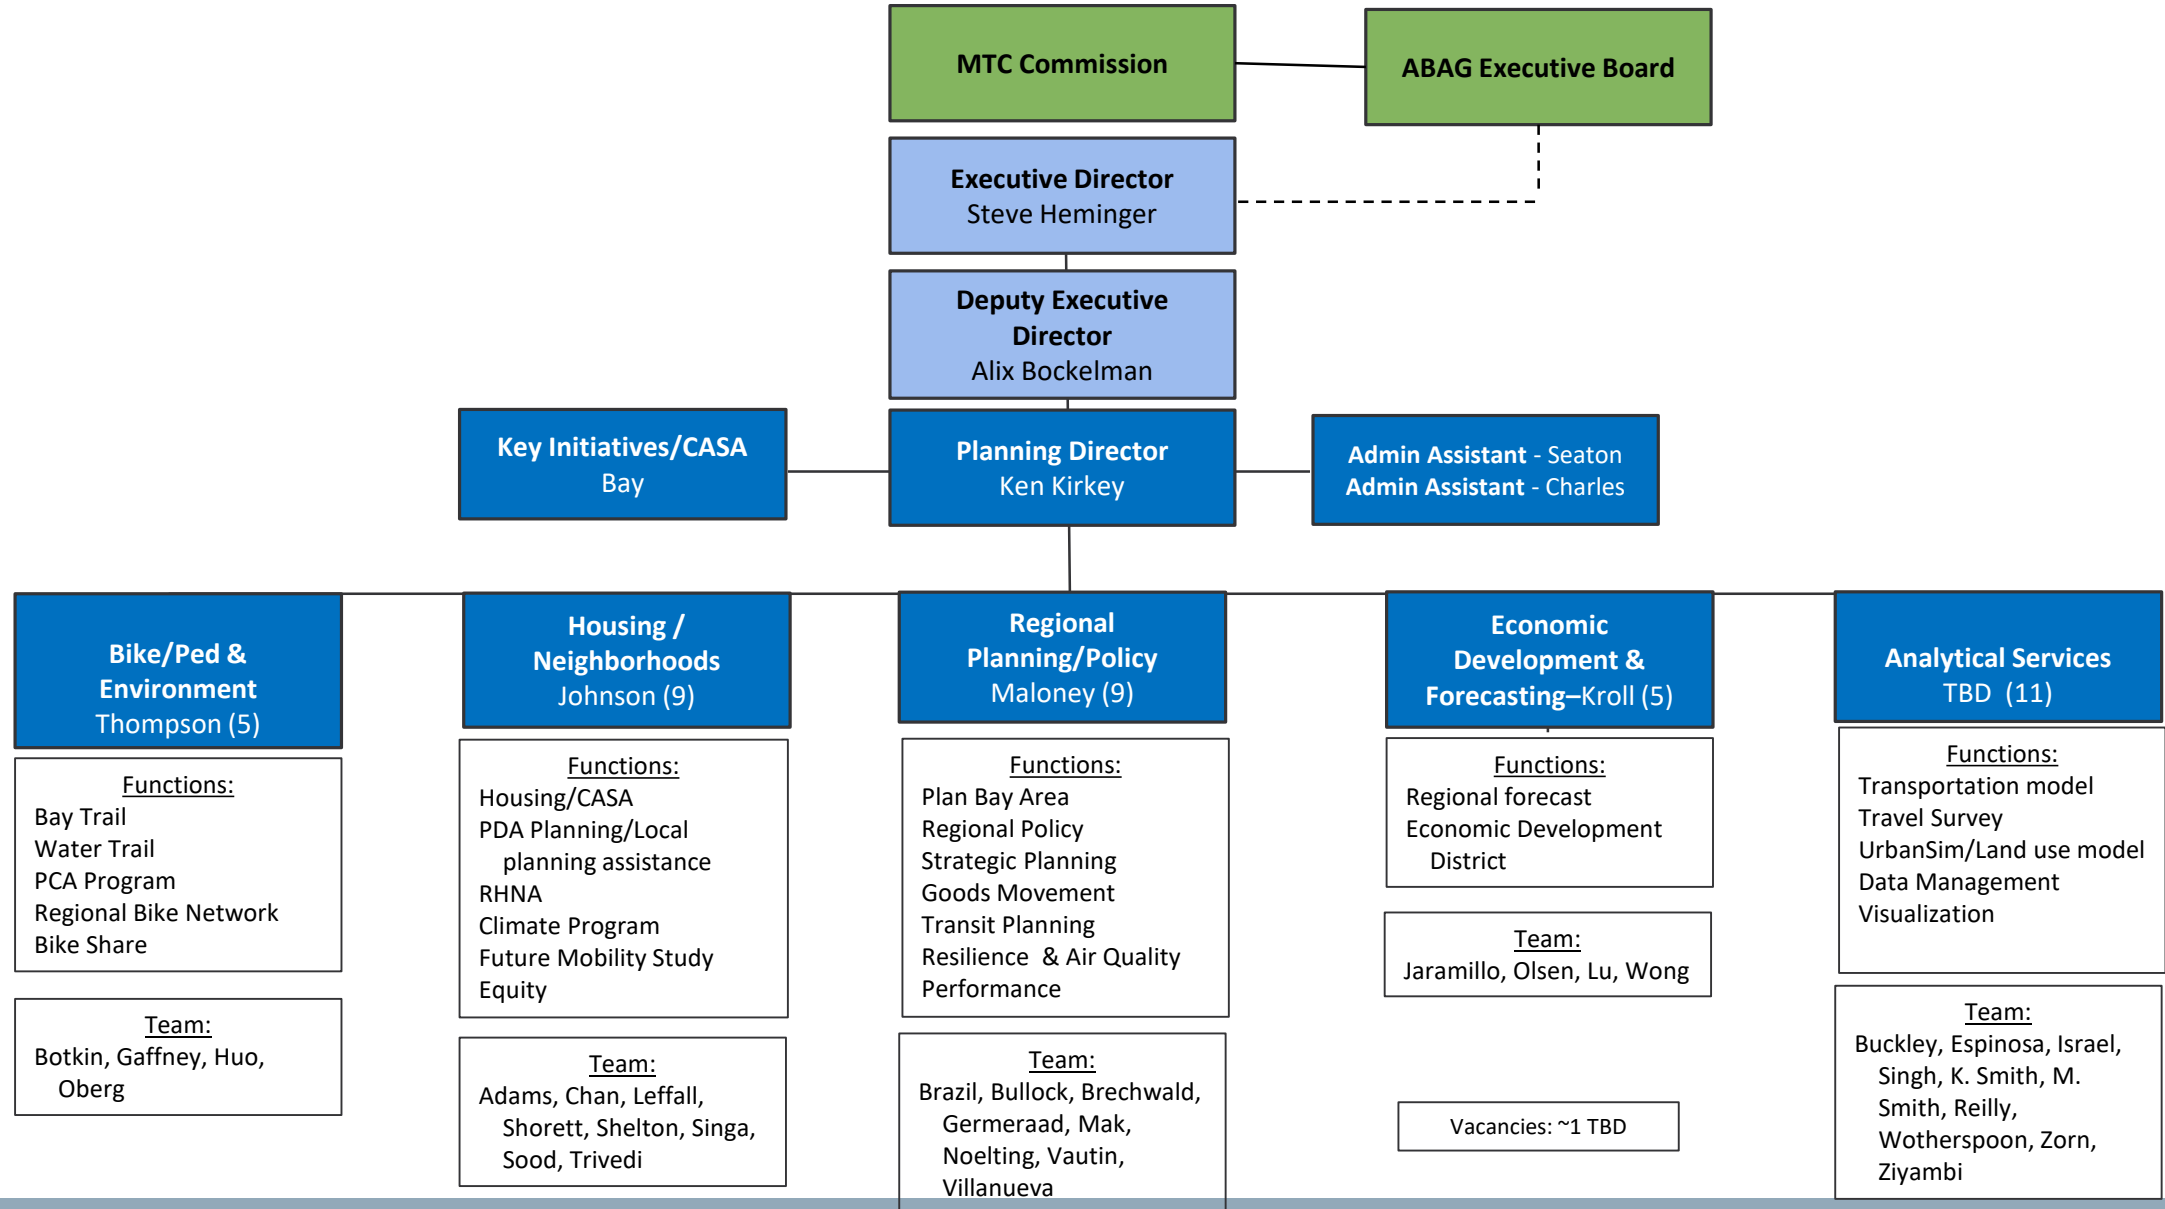 MTC Commission
ABAG Executive Board
Executive Director
Steve Heminger
Deputy Executive
Director
Alix Bockelman
Key Initiatives/CASA
Bay
Planning Director
Ken Kirkey
Admin Assistant - Seaton
Admin Assistant - Charles
Bike/Ped &
Environment
Thompson (5)
Functions:
Bay Trail
Water Trail
PCA Program
Regional Bike Network
Bike Share
Team:
Botkin, Gaffney, Huo,
Oberg
Housing /
Neighborhoods
Johnson (9)
Functions:
Housing/CASA
PDA Planning/Local
planning assistance
RHNA
Climate Program
Future Mobility Study
Equity
Team:
Adams, Chan, Leffall,
Shorett, Shelton, Singa,
Sood, Trivedi
Regional
Planning/Policy
Maloney (9)
Functions:
Plan Bay Area
Regional Policy
Strategic Planning
Goods Movement
Transit Planning
Resilience & Air Quality
Performance
Team:
Brazil, Bullock, Brechwald,
Germeraad, Mak,
Noelting, Vautin,
Villanueva
Economic
Development &
Forecasting–Kroll (5)
Functions:
Regional forecast
Economic Development
District
Team:
Jaramillo, Olsen, Lu, Wong
Vacancies: ~1 TBD
Analytical Services
TBD (11)
Functions:
Transportation model
Travel Survey
UrbanSim/Land use model
Data Management
Visualization
Team:
Buckley, Espinosa, Israel,
Singh, K. Smith, M.
Smith, Reilly,
Wotherspoon, Zorn,
Ziyambi